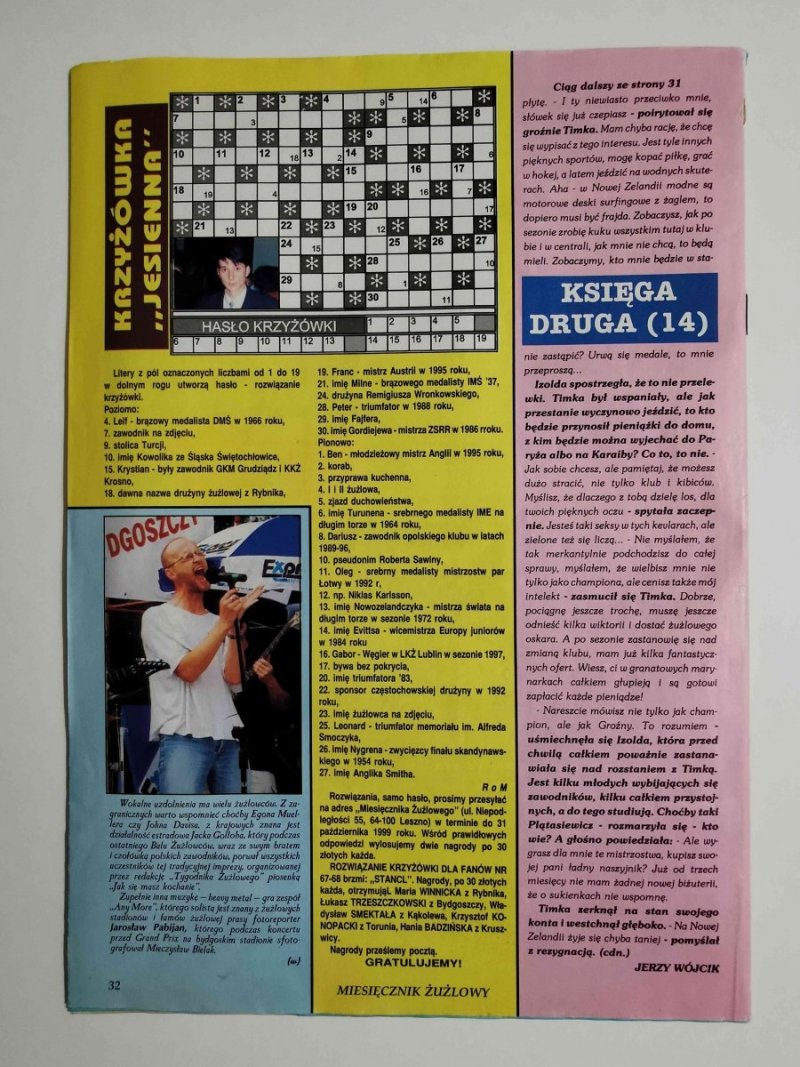 KRZYŻÓWKA
„JESIENNA”
HASŁO KRZYŻÓWKI
1 2 3 4 5
6 7 8 9 10 11 12 13 14 15 16 17 18 19
Litery z pól oznaczonych liczbami od 1 do 19
w dolnym rogu utworzą hasło - rozwiązanie
krzyżówki.
Poziomo:
4. Leif - brązowy medalista DMŚ w 1966 roku,
7. zawodnik na zdjęciu,
9. stolica Turcji,
10. imię Kowolika ze Śląska Świętochłowice,
15. Krystian - były zawodnik GKM Grudziądz i KKŻ
Krosno,
18. dawna nazwa drużyny żużlowej z Rybnika,
19. Franc - mistrz Austrii w 1995 roku,
21. imię Milne - brązowego medalisty IMŚ '37,
24. drużyna Remigiusza Wronkowskiego,
28. Peter - triumfator w 1988 roku,
29. imię Fajfera,
30. imię Gordiejewa - mistrza ZSRR w 1986 rroku.
Pionowo:
1. Ben - młodzieżowy mistrz Anglii w 1995 roku,
2. korab,
3. przyprawa kuchenna,
4. I i II żużlowa,
5. zjazd duchowieństwa,
6. imię Turunena - srebrnego medalisty IME na
długim torze w 1964 roku,
8. Dariusz - zawodnik opolskiego klubu w latach
1989-96,
10. pseudonim Roberta Sawiny,
11. Oleg - srebrny medalisty mistrzostw par
Łotwy w 1992 r,
12. np. Niklas Karlsson,
13. imię Nowozelandczyka - mistrza świata na
długim torze w sezonie 1972 roku,
14. imię Evittsa - wicemistrza Europy juniorów
w 1984 roku
16. Gabor - Węgier w LKŻ Lublin w sezonie 1997,
17. bywa bez pokrycia,
20. imię triumfatora '83,
22. sponsor częstochowskiej drużyny w 1992
roku,
23. imię żużlowca na zdjęciu,
25. Leonard - triumfator memoriału im. Alfreda
Smoczyka,
26. imię Nygrena - zwycięzcy finału skandynaws-
kiego w 1954 roku,
27. imię Anglika Smitha.
R o M
Rozwiązania, samo hasło, prosimy przesyłać
na adres „Miesięcznika Żużlowego” (ul. Niepod-
ległości 55, 64-100 Leszno) w terminie do 31
października 1999 roku. Wśród prawidłowych
odpowiedzi wylosujemy dwie nagrody po 30
złotych każda.
ROZWIĄZANIE KRZYŻÓWKI DLA FANÓW NR
67-68 brzmi: „STANCL”. Nagrody, po 30 złotych
każda, otrzymują. Maria WINNICKA z Rybnika,
Łukasz TRZESZCZKOWSKI z Bydgoszczy, Wła-
dysław SMEKTAŁA z Kąkolewa, Krzysztof KO-
NOPACKI z Torunia, Hania BADZIŃSKA z Krusz-
wicy.
Nagrody prześlemy pocztą.
GRATULUJEMY!
DGOSZCZ
Expr
Wokalne uzdolnienia ma wielu żużlowców. Z za-
granicznych warto wspomnieć choćby Egona Muel-
lera czy Johna Davisa, z krajowych znana jest
działalność estradowa Jacka Golloba, który podczas
ostatniego Balu Żużlowców, wraz ze swym bratem
i czołówką polskich zawodników, porwał wszystkich
uczestników tej tradycyjnej imprezy, organizowanej
przez redakcję „Tygodnika Żużlowego” piosenką
„Jak się masz kochanie”.
Zupełnie inną muzykę – heavy metal – gra zespół
„Any More”, którego solistą jest znany z żużlowych
stadionów i łamów żużlowej prasy fotoreporter
Jarosław Pabijan, którego podczas koncertu
przed Grand Prix na bydgoskim stadionie sfoto-
grafował Mieczysław Bielak.
(w)
32
MIESIĘCZNIK ŻUŻLOWY
Ciąg dalszy ze strony 31
płytę. - I ty niewiasto przeciwko mnie,
słówek się już czepiasz - poirytował się
groźnie Timka. Mam chyba rację, że chcę
się wypisać z tego interesu. Jest tyle innych
pięknych sportów, mogę kopać piłkę, grać
w hokej, a latem jeździć na wodnych skute-
rach. Aha - w Nowej Zelandii modne są
motorowe deski surfingowe z żaglem, to
dopiero musi być frajda. Zobaczysz, jak po
sezonie zrobię kuku wszystkim tutaj w klu-
bie i w centrali, jak mnie nie chcą, to będą
mieli. Zobaczymy, kto mnie będzie w sta-
KSIĘGA
DRUGA (14)
nie zastąpić? Urwą się medale, to mnie
przeproszą...
Izolda spostrzegła, że to nie przele-
wki. Timka był wspaniały, ale jak
przestanie wyczynowo jeździć, to kto
będzie przynosił pieniążki do domu,
z kim będzie można wyjechać do Pa-
ryża albo na Karaiby? Co to, to nie. -
Jak sobie chcesz, ale pamiętaj, że możesz
dużo stracić, nie tylko klub i kibiców.
Myślisz, że dlaczego z tobą dzielę los, dla
twoich pięknych oczu - spytała zaczep-
nie. Jesteś taki seksy w tych kevlarach, ale
zielone też się liczą... - Nie myślałem, że
tak merkantylnie podchodzisz do całej
sprawy, myślałem, że wielbisz mnie nie
tylko jako championa, ale cenisz także mój
intelekt - zasmucił się Timka. Dobrze,
pociągnę jeszcze trochę, muszę jeszcze
odnieść kilka wiktorii i dostać żużlowego
oskara. A po sezonie zastanowię się nad
zmianą klubu, mam już kilka fantastycz-
nych ofert. Wiesz, ci w granatowych mary-
narkach całkiem głupieją i są gotowi
zapłacić każde pieniądze!
- Nareszcie mówisz nie tylko jak cham-
pion, ale jak Groźny. To rozumiem -
uśmiechnęła się Izolda, która przed
chwilą całkiem poważnie zastana-
wiała się nad rozstaniem z Timką.
Jest kilku młodych wybijających się
zawodników, kilku całkiem przystoj-
nych, a do tego studiują. Choćby taki
Piątasiewicz - rozmarzyła się - kto
wie? A głośno powiedziała: - Ale wy-
grasz dla mnie te mistrzostwa, kupisz swo-
jej pani ładny naszyjnik? Już od trzech
miesięcy nie mam żadnej nowej biżuterii,
że o sukienkach nie wspomnę.
Timka zerknął na stan swojego
konta i westchnął głęboko. - Na Nowej
Zelandii żyje się chyba taniej - pomyślał
z rezygnacją. (cdn.)
JERZY WÓJCIK